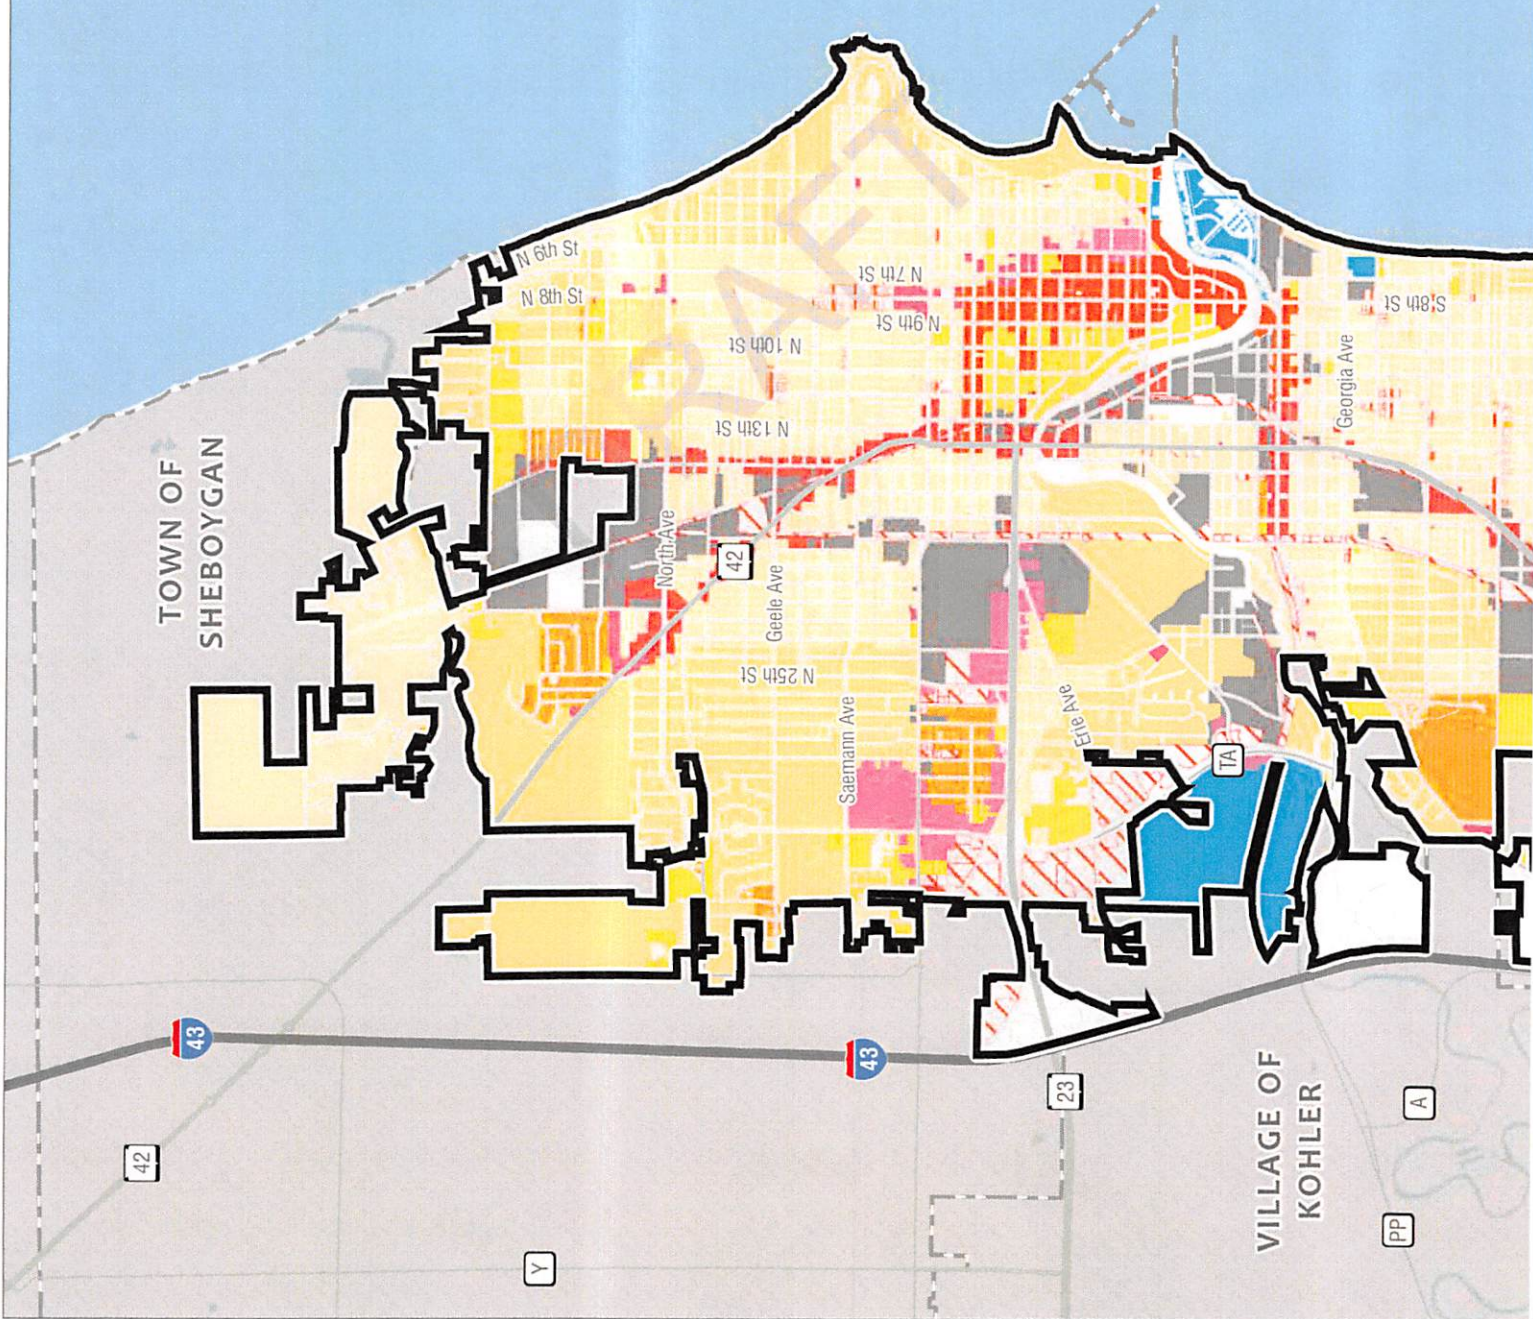 TOWN OF
SHEBOYGAN
N 6th St
N 8th St
N 7th St
N 9th St
N 10th St
N 13th St
S 8th St
Georgia Ave
North Ave
42
Geele Ave
N 25th St
Saemann Ave
Erie Ave
TA
43
43
42
23
Y
VILLAGE OF
KOHLER
A
PP
DRAFT